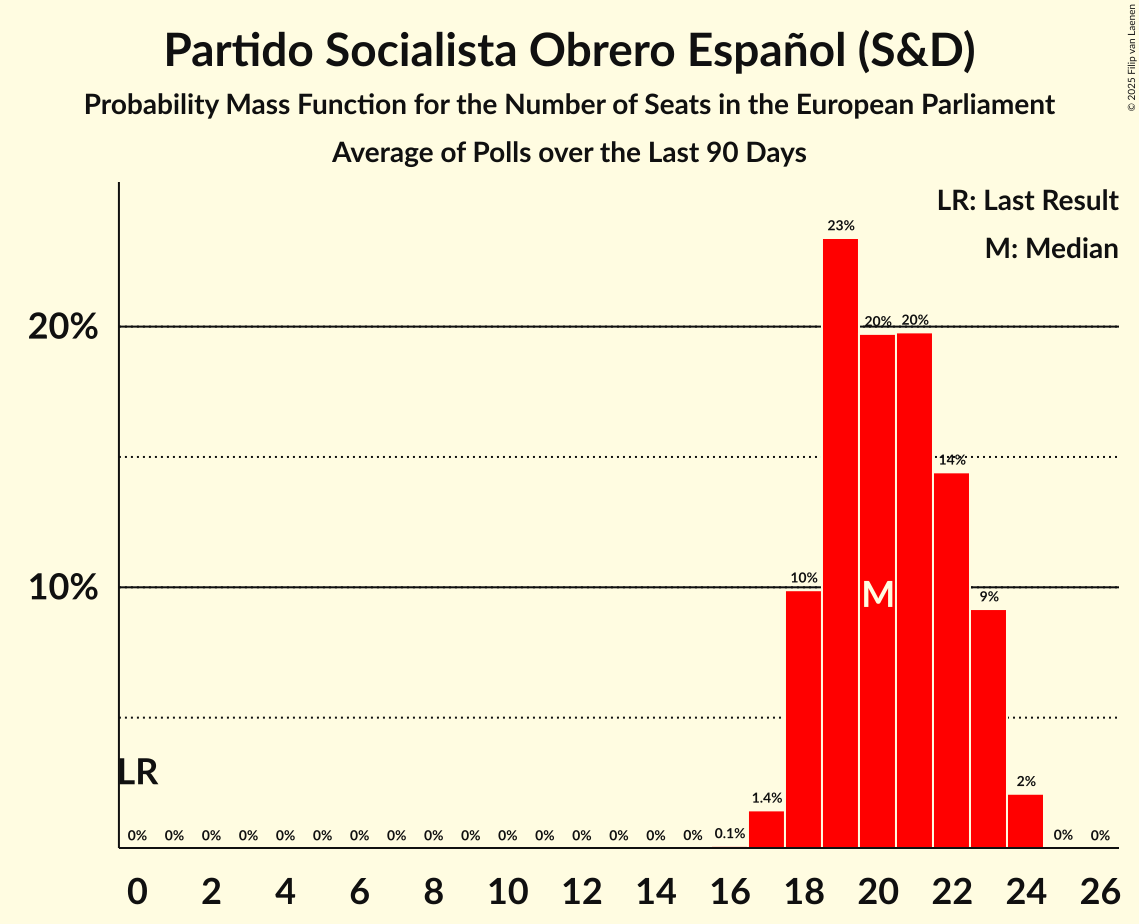 Partido Socialista Obrero Español (S&D)
Probability Mass Function for the Number of Seats in the European Parliament
Average of Polls over the Last 90 Days
© 2025 Filip van Laenen
LR: Last Result
M: Median
23%
20%
20% 20%
14%
10%
10%
9%
M
LR
2%
1.4%
0% 0% 0% 0% 0% 0% 0% 0% 0% 0% 0% 0% 0% 0% 0% 0% 0.1% 0% 0%
0 2 4 6 8 10 12 14 16 18 20 22 24 26